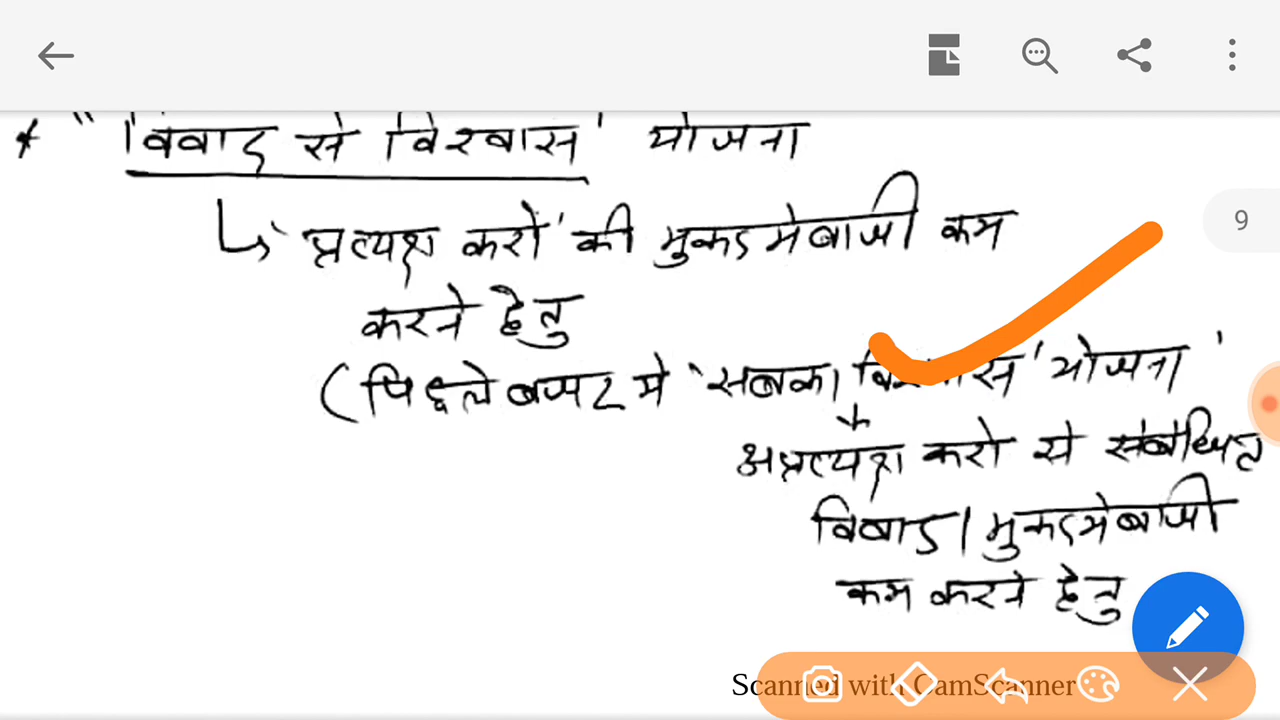 * "विवाद से विश्वास' योजना
9
↳ 'प्रत्यक्ष करो' की मुकदमेबाजी कम
करने हेतु
(पिछले बजट मे 'सबका विश्वास' योजना'
अप्रत्यक्ष करो से संबंधित
विवाद/मुकदमेबाजी
कम करने हेतु
Scanned with CamScanner